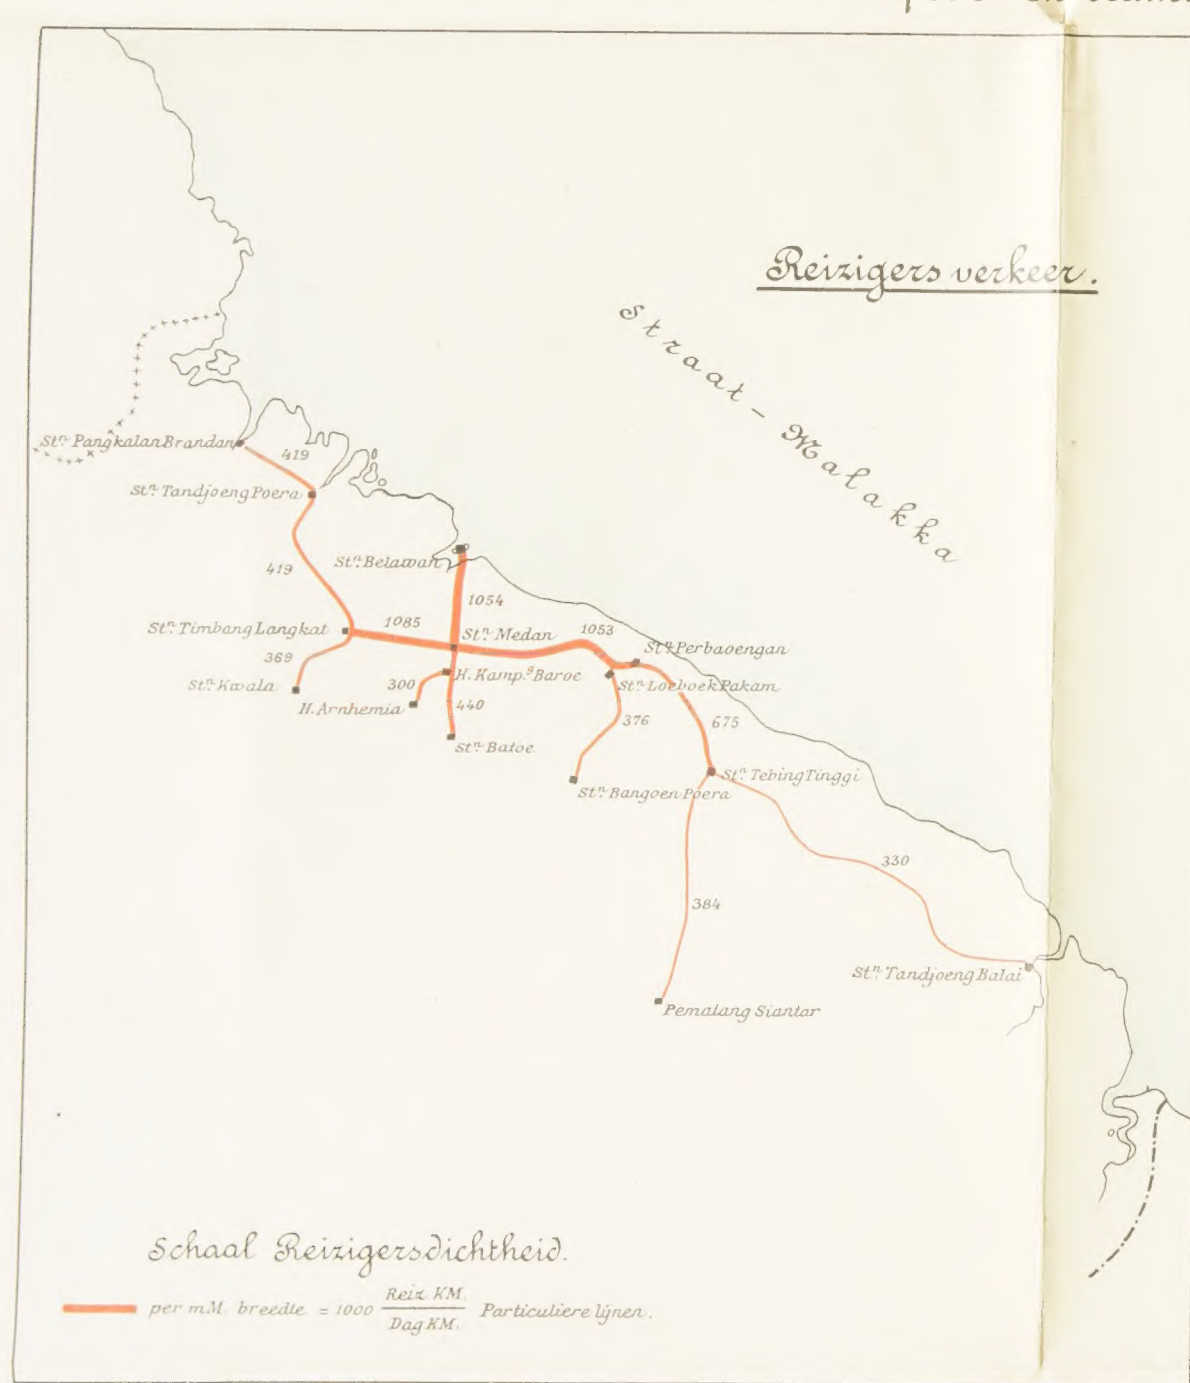 Reizigers verkeer.
Straat - Malakka
Stn. Pangkalan Brandan
419
Stn. Tandjoeng Poera
419
Stn. Belawan
1054
Stn. Timbang Langkat
1085
Stn. Medan
1053
Stn. Perbaoengan
369
Stn. Kwala
300
H. Kamp.g Baroe
Stn. Loeboek Pakam
H. Arnhemia
440
376
675
Stn. Batoe
Stn. Tebing Tinggi
Stn. Bangoen Poera
330
384
Stn. Tandjoeng Balai
Pematang Siantar
Schaal Reizigersdichtheid.
per mM. breedte = 1000 Reiz KM. / Dag KM. Particuliere lijnen.